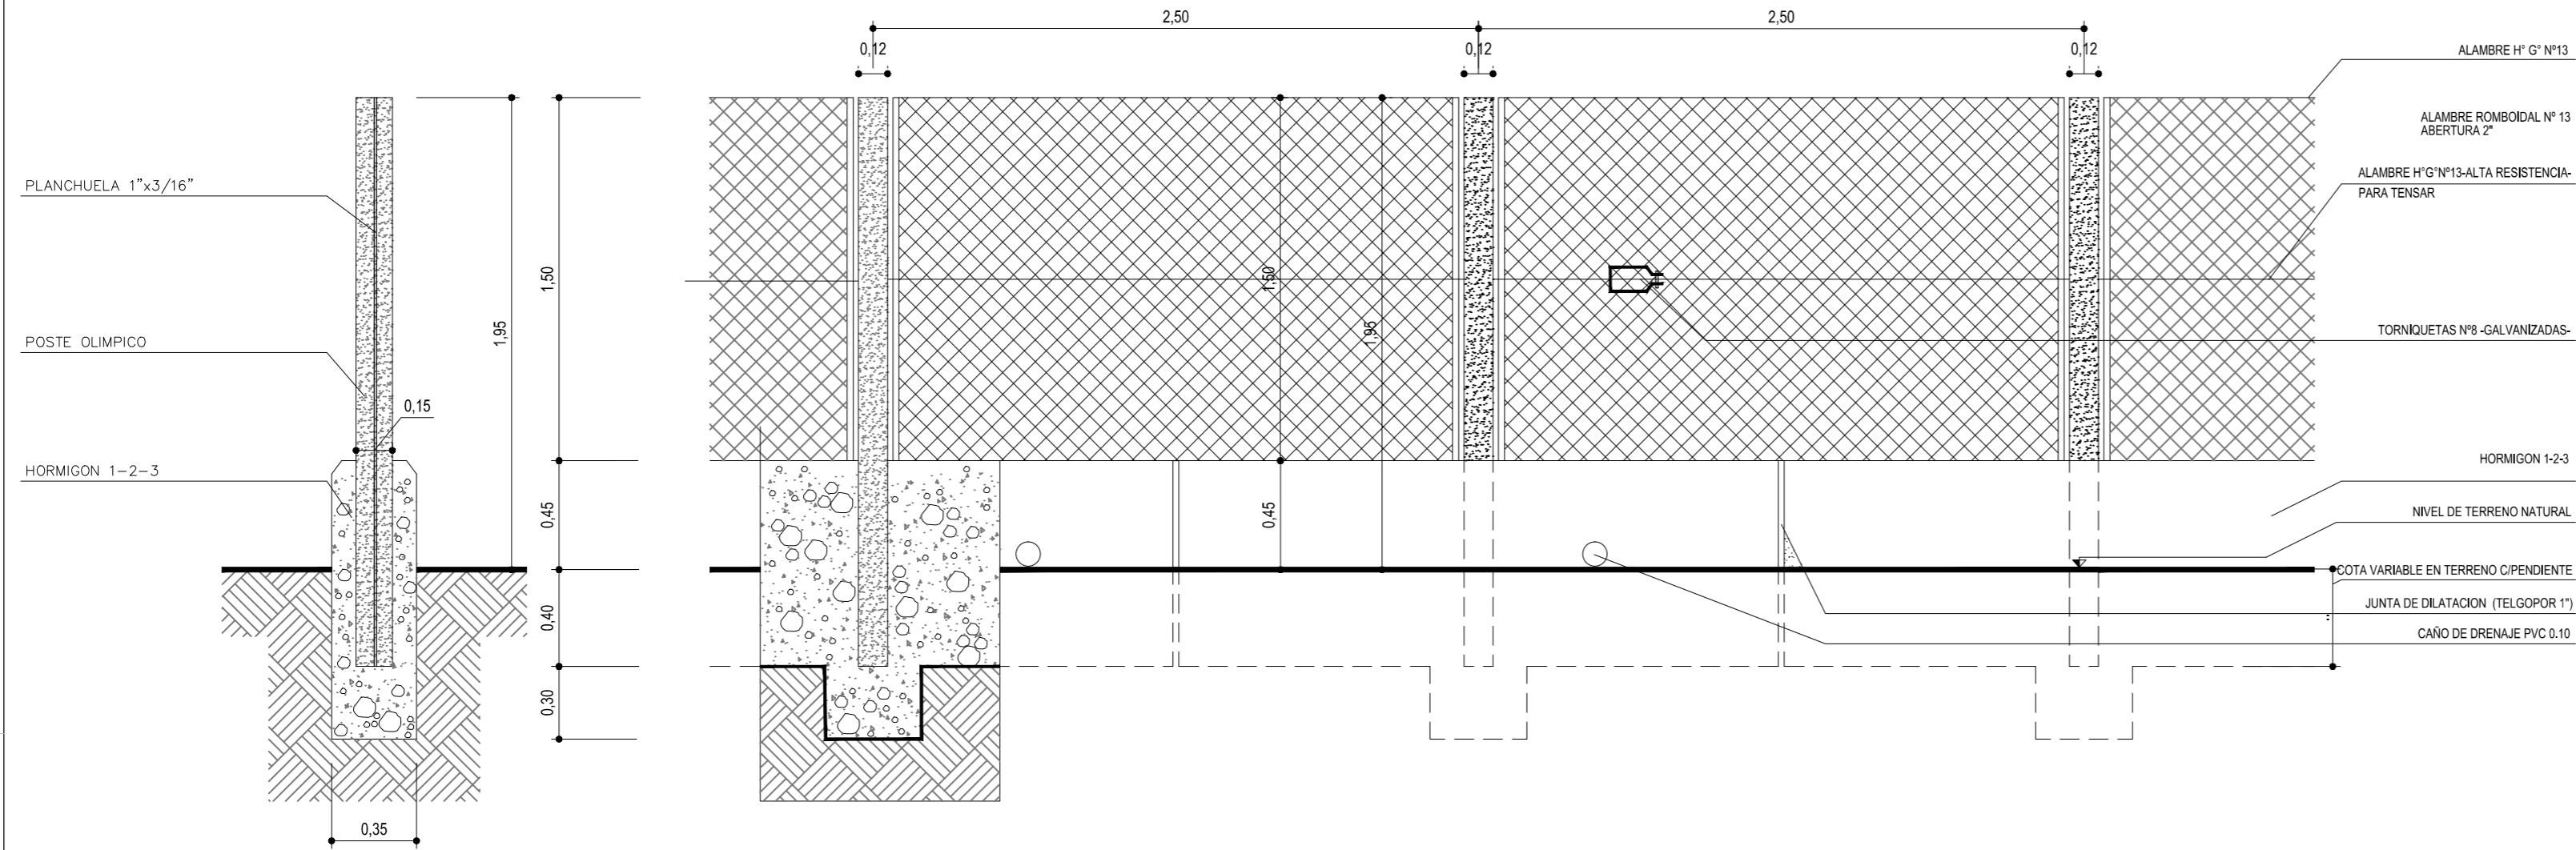 2,50
2,50
0,12
0,12
0,12
PLANCHUELA 1"x3/16"
POSTE OLIMPICO
0,15
HORMIGON 1-2-3
1,95
1,50
0,45
0,40
0,30
0,35
1,50
1,95
0,45
ALAMBRE H° G° Nº13
ALAMBRE ROMBOIDAL Nº 13
ABERTURA 2"
ALAMBRE H°G°Nº13-ALTA RESISTENCIA-
PARA TENSAR
TORNIQUETAS Nº8 -GALVANIZADAS-
HORMIGON 1-2-3
NIVEL DE TERRENO NATURAL
COTA VARIABLE EN TERRENO C/PENDIENTE
JUNTA DE DILATACION (TELGOPOR 1")
CAÑO DE DRENAJE PVC 0.10